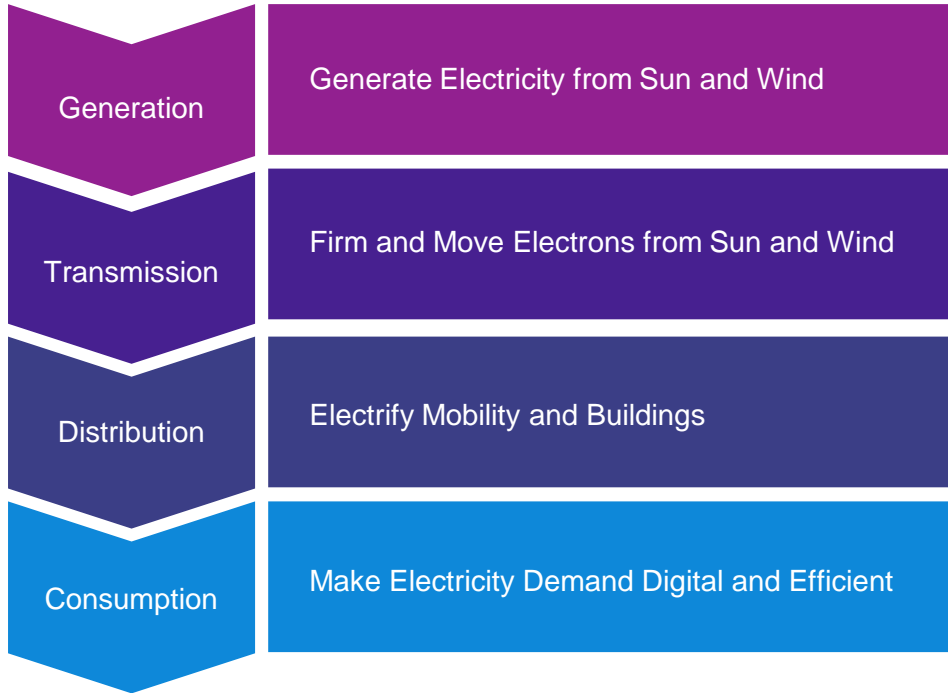 Generation
Generate Electricity from Sun and Wind
Transmission
Firm and Move Electrons from Sun and Wind
Distribution
Electrify Mobility and Buildings
Consumption
Make Electricity Demand Digital and Efficient